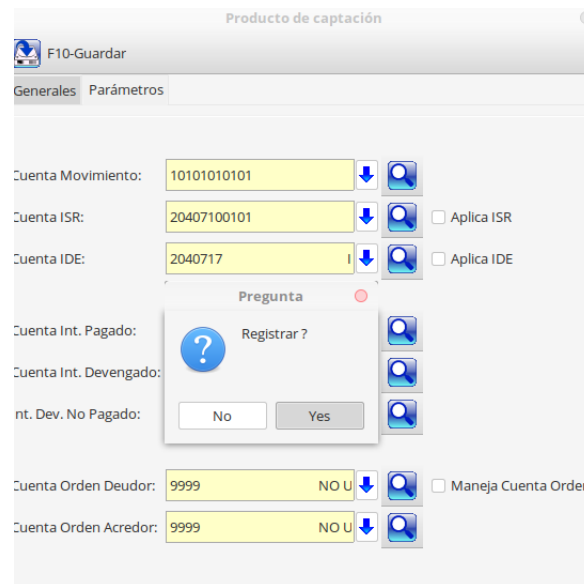 Producto de captación
F10-Guardar
Generales Parámetros
Cuenta Movimiento: 10101010101
Cuenta ISR: 20407100101 Aplica ISR
Cuenta IDE: 2040717 I Aplica IDE
Pregunta
Cuenta Int. Pagado:
Registrar ?
Cuenta Int. Devengado:
nt. Dev. No Pagado:
No Yes
Cuenta Orden Deudor: 9999 NO U Maneja Cuenta Orden
Cuenta Orden Acredor: 9999 NO U